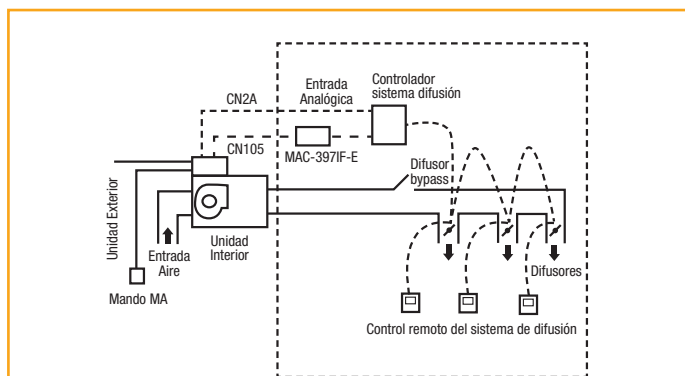 CN2A
Entrada
Analógica
Controlador
sistema difusión
CN105
MAC-397IF-E
Difusor
bypass
Unidad Exterior
Entrada
Aire
Unidad
Interior
Difusores
Mando MA
Control remoto del sistema de difusión